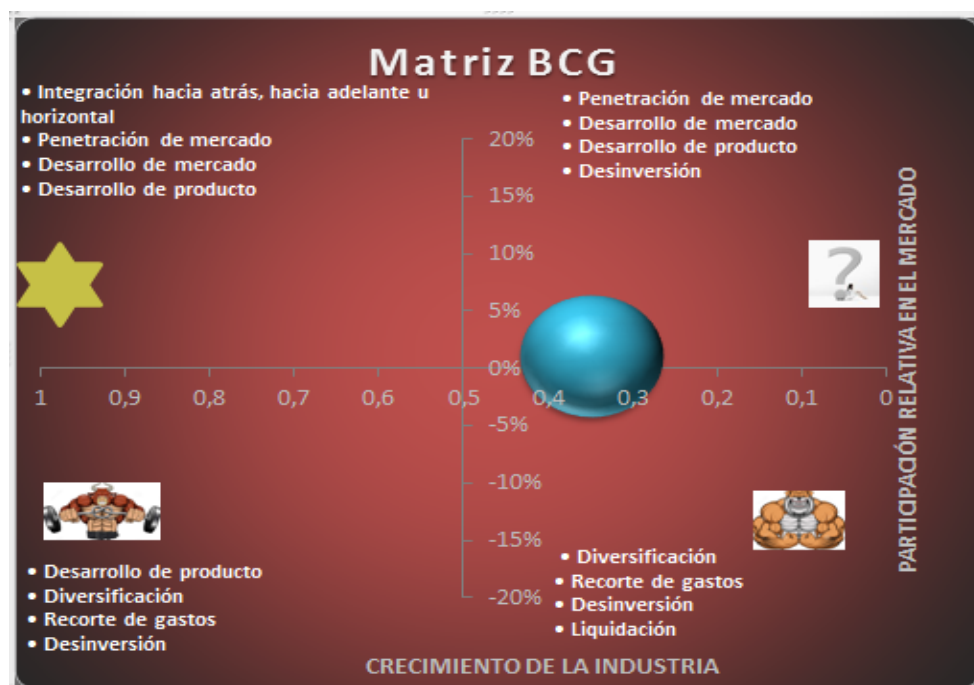 Matriz BCG
• Integración hacia atrás, hacia adelante u
horizontal
• Penetración de mercado
• Desarrollo de mercado
• Desarrollo de producto
• Penetración de mercado
• Desarrollo de mercado
• Desarrollo de producto
• Desinversión
20%
15%
10%
5%
0%
-5%
-10%
-15%
-20%
1 0,9 0,8 0,7 0,6 0,5 0,4 0,3 0,2 0,1 0
?
PARTICIPACIÓN RELATIVA EN EL MERCADO
• Desarrollo de producto
• Diversificación
• Recorte de gastos
• Desinversión
• Diversificación
• Recorte de gastos
• Desinversión
• Liquidación
CRECIMIENTO DE LA INDUSTRIA